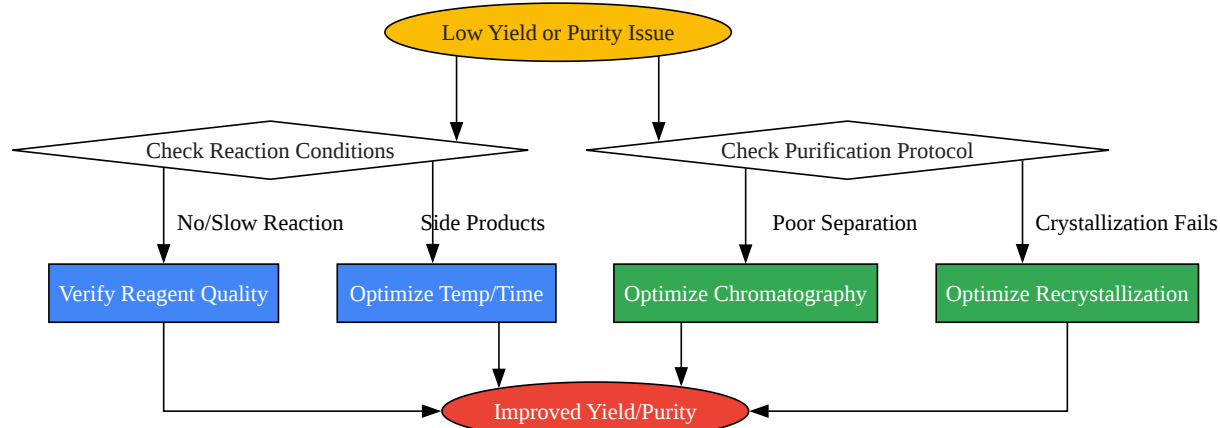 Low Yield or Purity Issue
Check Reaction Conditions
Check Purification Protocol
No/Slow Reaction
Side Products
Poor Separation
Crystallization Fails
Verify Reagent Quality
Optimize Temp/Time
Optimize Chromatography
Optimize Recrystallization
Improved Yield/Purity